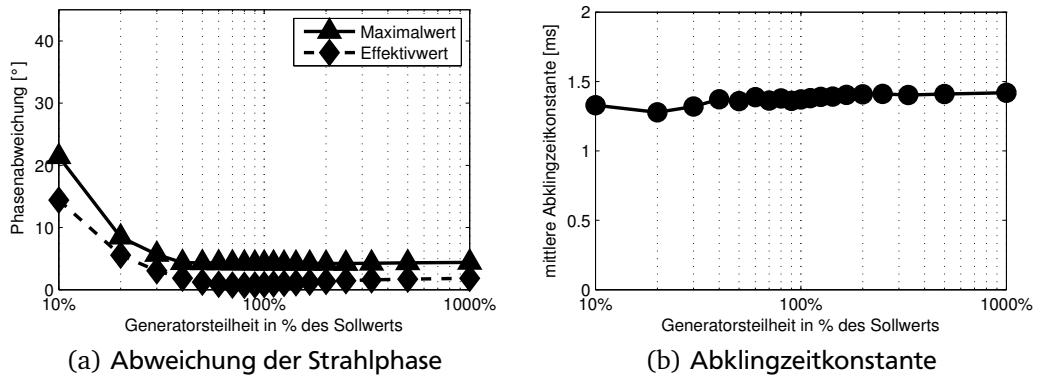 Maximalwert
Effektivwert
Phasenabweichung [°]
40
30
20
10
0
10%
100%
1000%
Generatorsteilheit in % des Sollwerts
(a) Abweichung der Strahlphase
mittlere Abklingzeitkonstante [ms]
2
1.5
1
0.5
0
10%
100%
1000%
Generatorsteilheit in % des Sollwerts
(b) Abklingzeitkonstante